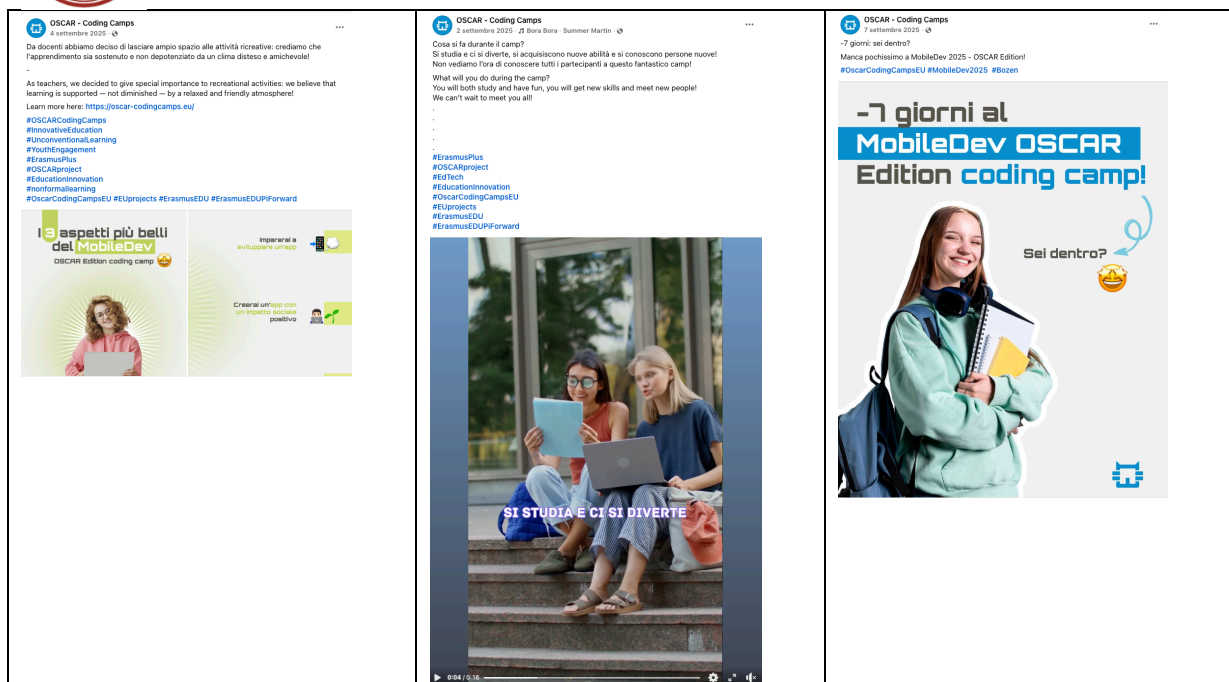 OSCAR - Coding Camps
4 settembre 2025 ·
Da docenti abbiamo deciso di lasciare ampio spazio alle attività ricreative: crediamo che
l'apprendimento sia sostenuto e non depotenziato da un clima disteso e amichevole!
-
As teachers, we decided to give special importance to recreational activities: we believe that
learning is supported — not diminished — by a relaxed and friendly atmosphere!
Learn more here: https://oscar-codingcamps.eu/
#OSCARCodingCamps
#InnovativeEducation
#UnconventionalLearning
#YouthEngagement
#ErasmusPlus
#OSCARproject
#EducationInnovation
#nonformallearning
#OscarCodingCampsEU #EUprojects #ErasmusEDU #ErasmusEDUPiForward
I 3 aspetti più belli
del MobileDev
OSCAR Edition coding camp
Imparerai a
sviluppare un'app
Creerai un'app con
un impatto sociale
positivo
OSCAR - Coding Camps
2 settembre 2025 · Bora Bora · Summer Martin ·
Cosa si fa durante il camp?
Si studia e ci si diverte, si acquisiscono nuove abilità e si conoscono persone nuove!
Non vediamo l'ora di conoscere tutti i partecipanti a questo fantastico camp!
What will you do during the camp?
You will both study and have fun, you will get new skills and meet new people!
We can't wait to meet you all!
.
.
.
.
.
#ErasmusPlus
#OSCARproject
#EdTech
#EducationInnovation
#OscarCodingCampsEU
#EUprojects
#ErasmusEDU
#ErasmusEDUPiForward
SI STUDIA E CI SI DIVERTE
0:04 / 0:16
OSCAR - Coding Camps
7 settembre 2025 ·
-7 giorni: sei dentro?
Manca pochissimo a MobileDev 2025 - OSCAR Edition!
#OscarCodingCampsEU #MobileDev2025 #Bozen
-7 giorni al
MobileDev OSCAR
Edition coding camp!
Sei dentro?